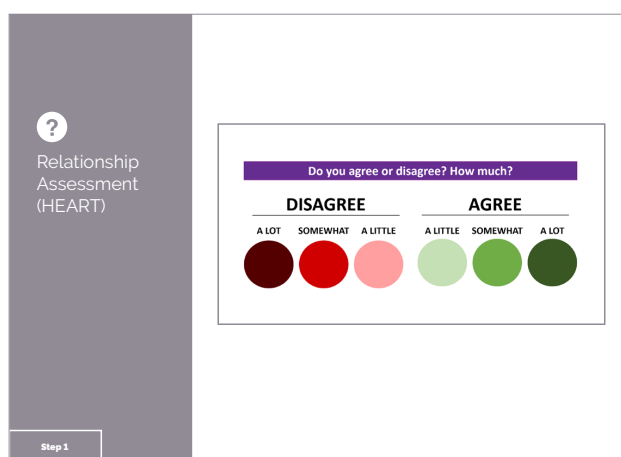 ?
Relationship
Assessment
(HEART)
Do you agree or disagree? How much?
DISAGREE AGREE
A LOT SOMEWHAT A LITTLE A LITTLE SOMEWHAT A LOT
Step 1